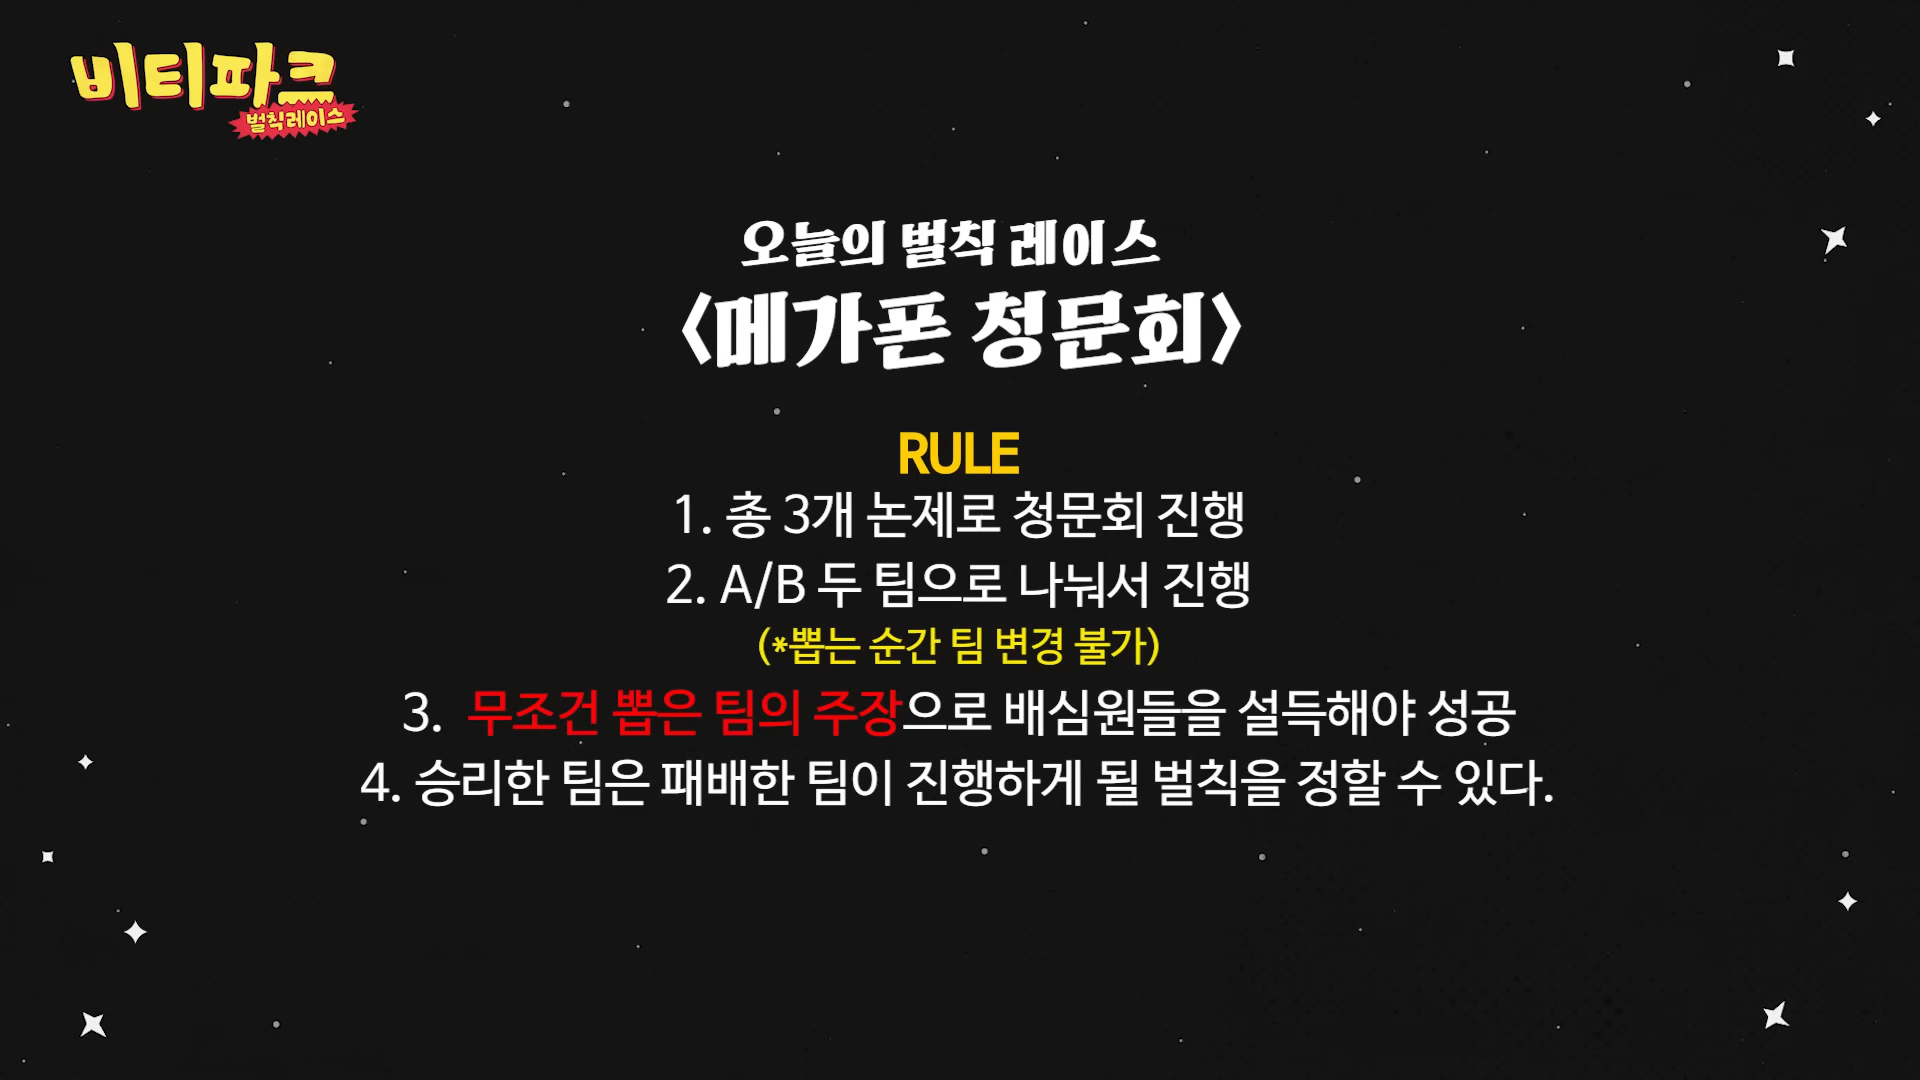 비티파크
벌칙레이스
오늘의 벌칙 레이스
<메가폰 청문회>
RULE
1. 총 3개 논제로 청문회 진행
2. A/B 두 팀으로 나눠서 진행
(*뽑는 순간 팀 변경 불가)
3. 무조건 뽑은 팀의 주장으로 배심원들을 설득해야 성공
4. 승리한 팀은 패배한 팀이 진행하게 될 벌칙을 정할 수 있다.